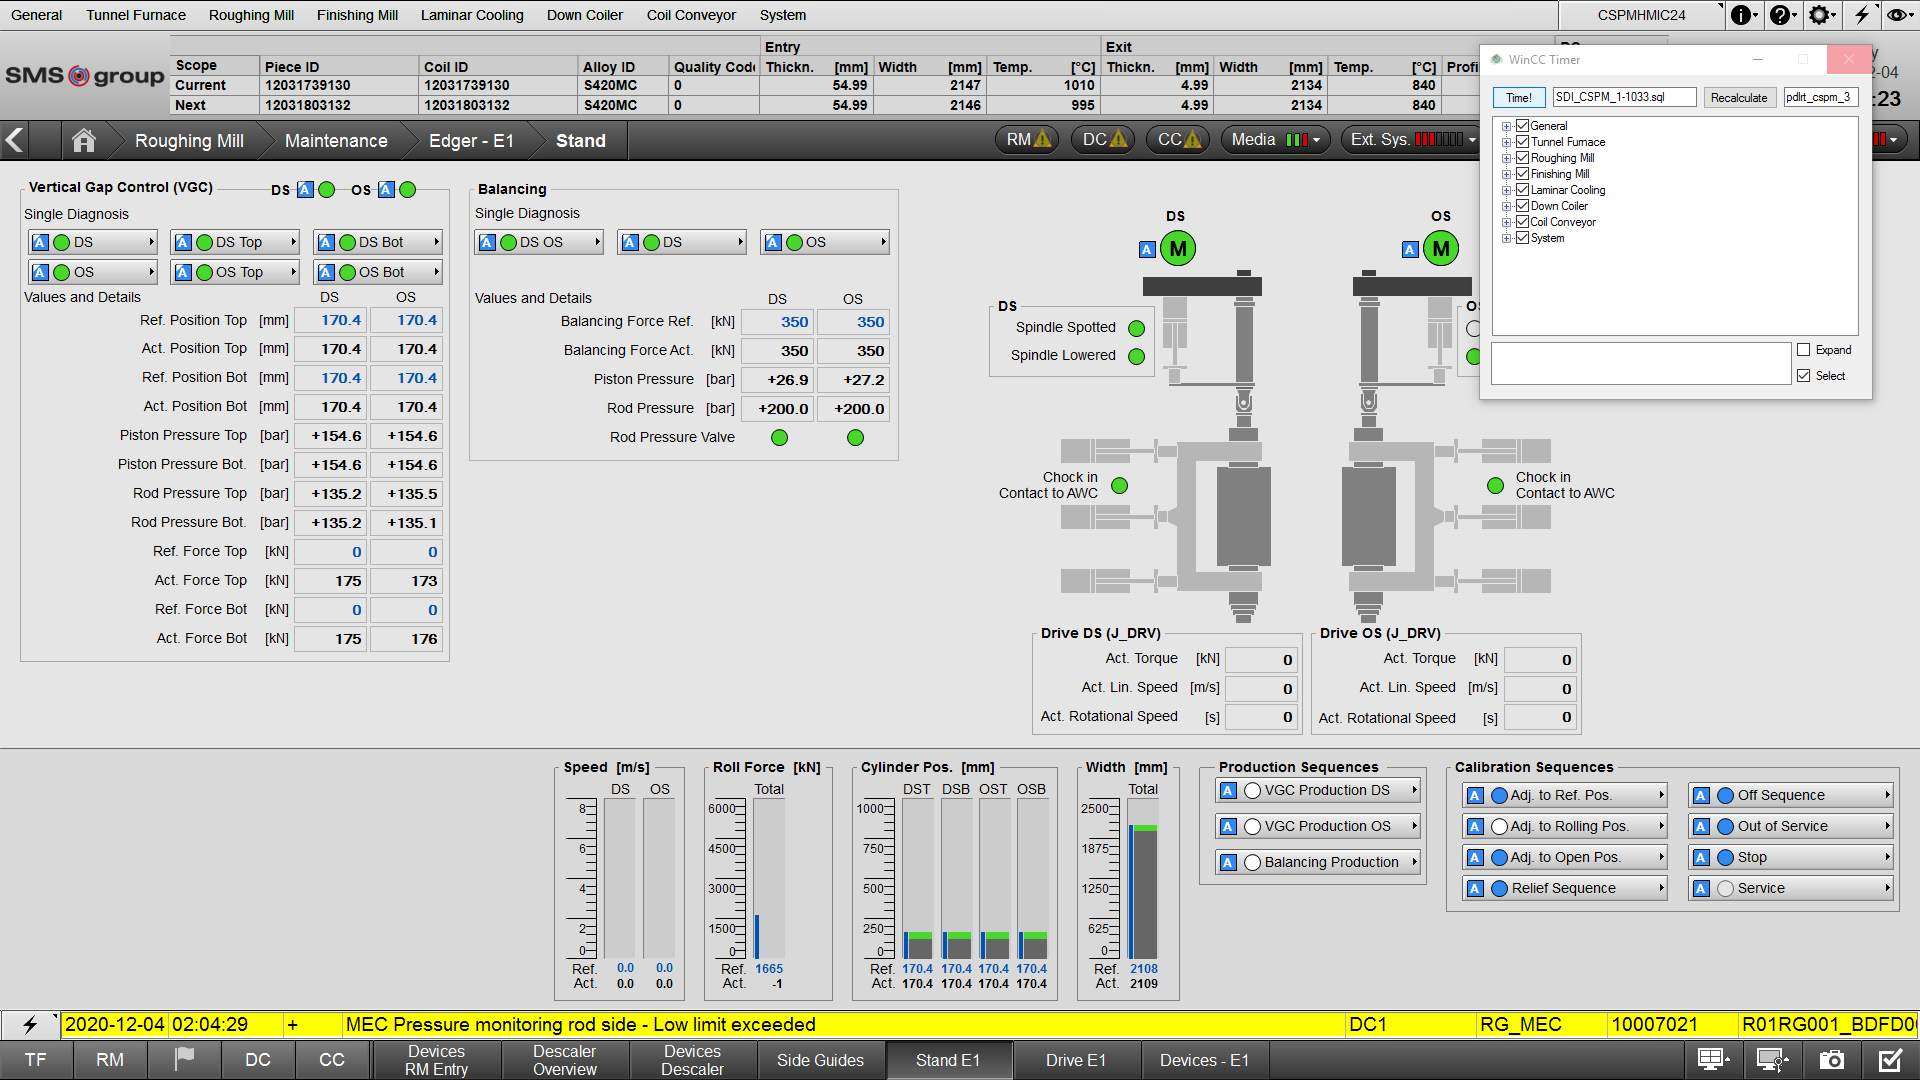 General Tunnel Furnace Roughing Mill Finishing Mill Laminar Cooling Down Coiler Coil Conveyor System CSPMHMIC24
SMS group
Entry Exit
Scope Piece ID Coil ID Alloy ID Quality Code Thickn. [mm] Width [mm] Temp. [°C] Thickn. [mm] Width [mm] Temp. [°C] Profi
Current 12031739130 12031739130 S420MC 0 54.99 2147 1010 4.99 2134 840
Next 12031803132 12031803132 S420MC 0 54.99 2146 995 4.99 2134 840
-04
:23
Roughing Mill Maintenance Edger - E1 Stand RM DC CC Media Ext. Sys.
WinCC Timer
Time! SDI_CSPM_1-1033.sql Recalculate pdlrt_cspm_3
General
Tunnel Furnace
Roughing Mill
Finishing Mill
Laminar Cooling
Down Coiler
Coil Conveyor
System
Expand
Select
Vertical Gap Control (VGC) DS A OS A
Single Diagnosis
A DS A DS Top A DS Bot
A OS A OS Top A OS Bot
Values and Details DS OS
Ref. Position Top [mm] 170.4 170.4
Act. Position Top [mm] 170.4 170.4
Ref. Position Bot [mm] 170.4 170.4
Act. Position Bot [mm] 170.4 170.4
Piston Pressure Top [bar] +154.6 +154.6
Piston Pressure Bot. [bar] +154.6 +154.6
Rod Pressure Top [bar] +135.2 +135.5
Rod Pressure Bot. [bar] +135.2 +135.1
Ref. Force Top [kN] 0 0
Act. Force Top [kN] 175 173
Ref. Force Bot [kN] 0 0
Act. Force Bot [kN] 175 176
Balancing
Single Diagnosis
A DS OS A DS A OS
Values and Details DS OS
Balancing Force Ref. [kN] 350 350
Balancing Force Act. [kN] 350 350
Piston Pressure [bar] +26.9 +27.2
Rod Pressure [bar] +200.0 +200.0
Rod Pressure Valve
DS OS
A M A M
DS
Spindle Spotted
Spindle Lowered
Chock in
Contact to AWC
Chock in
Contact to AWC
Drive DS (J_DRV)
Act. Torque [kN] 0
Act. Lin. Speed [m/s] 0
Act. Rotational Speed [s] 0
Drive OS (J_DRV)
Act. Torque [kN] 0
Act. Lin. Speed [m/s] 0
Act. Rotational Speed [s] 0
Speed [m/s]
DS OS
8
6
4
2
0
Ref. 0.0 0.0
Act. 0.0 0.0
Roll Force [kN]
Total
6000
4500
3000
1500
0
Ref. 1665
Act. -1
Cylinder Pos. [mm]
DST DSB OST OSB
1000
750
500
250
0
Ref. 170.4 170.4 170.4 170.4
Act. 170.4 170.4 170.4 170.4
Width [mm]
Total
2500
1875
1250
625
0
Ref. 2108
Act. 2109
Production Sequences
A VGC Production DS
A VGC Production OS
A Balancing Production
Calibration Sequences
A Adj. to Ref. Pos. A Off Sequence
A Adj. to Rolling Pos. A Out of Service
A Adj. to Open Pos. A Stop
A Relief Sequence A Service
2020-12-04 02:04:29 + MEC Pressure monitoring rod side - Low limit exceeded DC1 RG_MEC 10007021
TF RM DC CC Devices RM Entry Descaler Overview Devices Descaler Side Guides Stand E1 Drive E1 Devices - E1